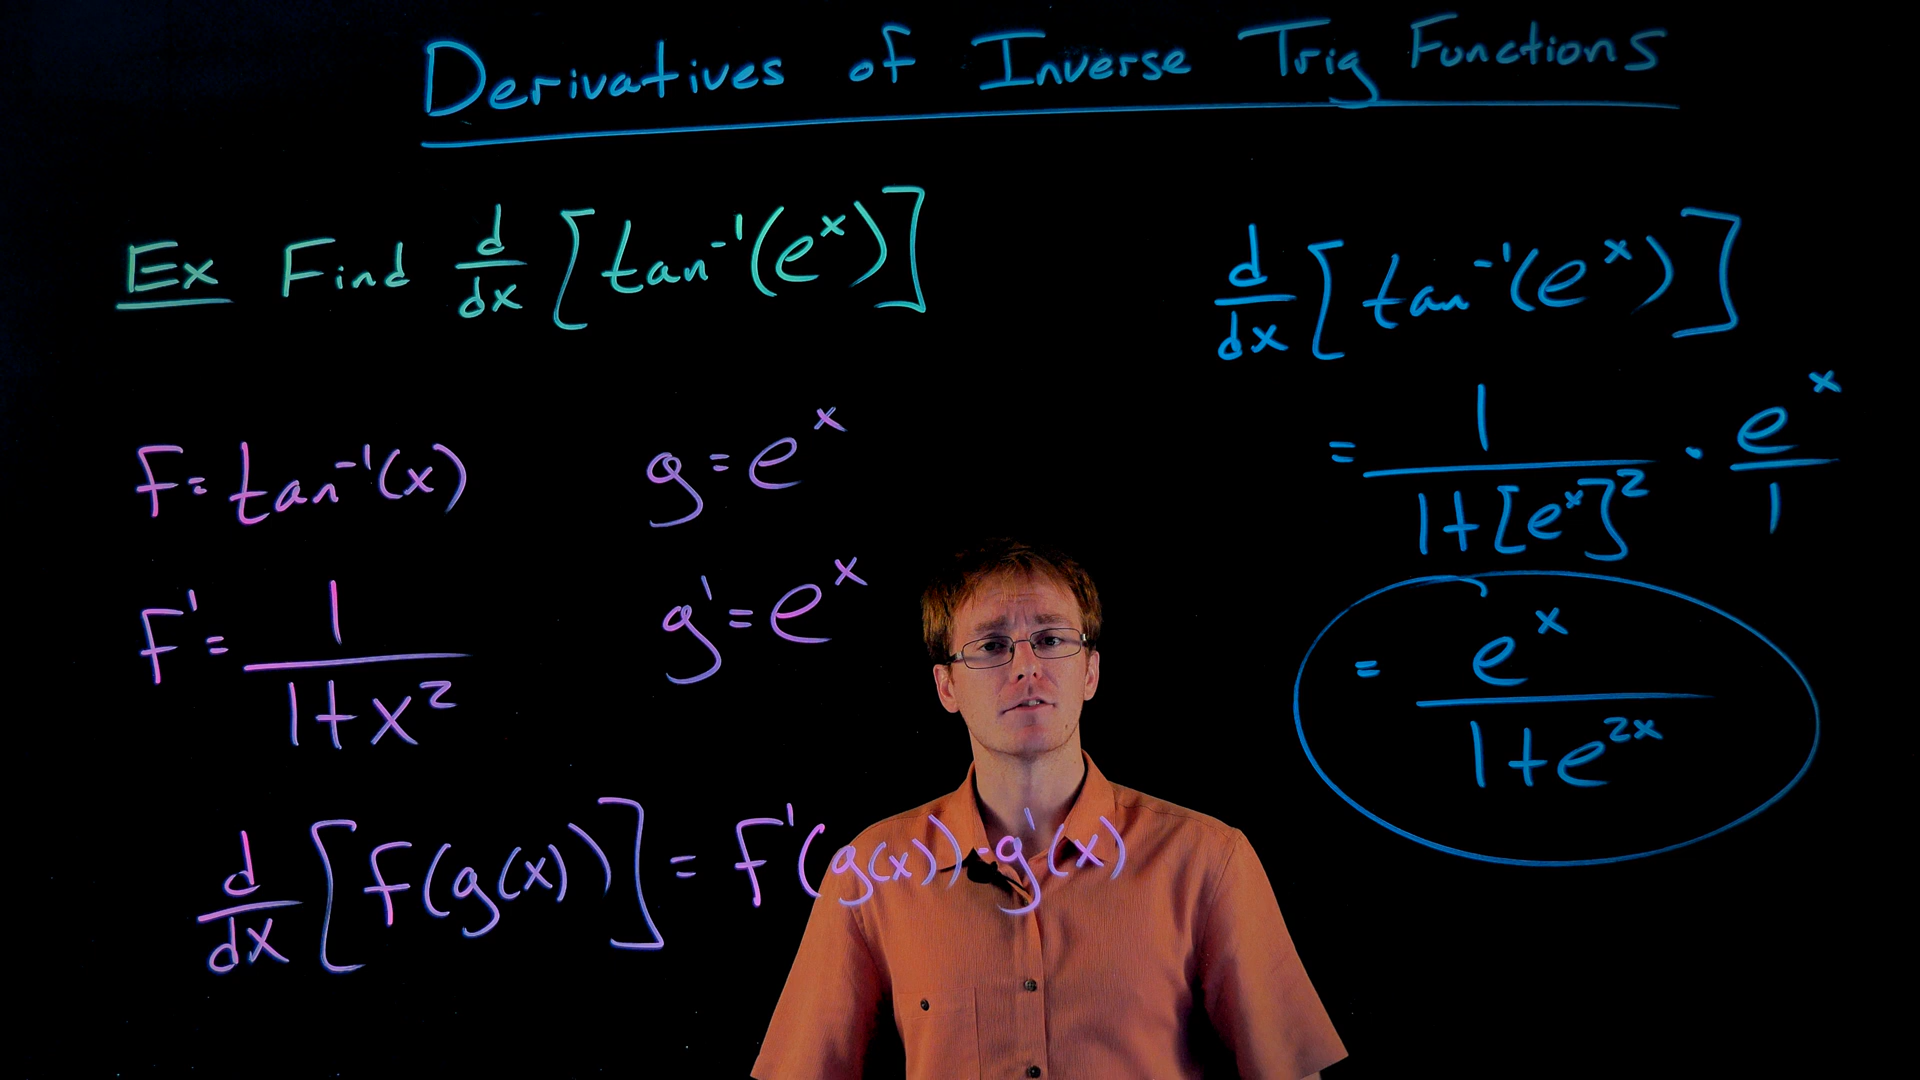 Derivatives of Inverse Trig Functions
Ex Find d/dx [tan⁻¹(eˣ)]
f = tan⁻¹(x)
g = eˣ
f' = 1/(1+x²)
g' = eˣ
d/dx [f(g(x))] = f'(g(x))·g'(x)
d/dx [tan⁻¹(eˣ)]
= 1/(1+[eˣ]²) · eˣ/1
= eˣ/(1+e²ˣ)